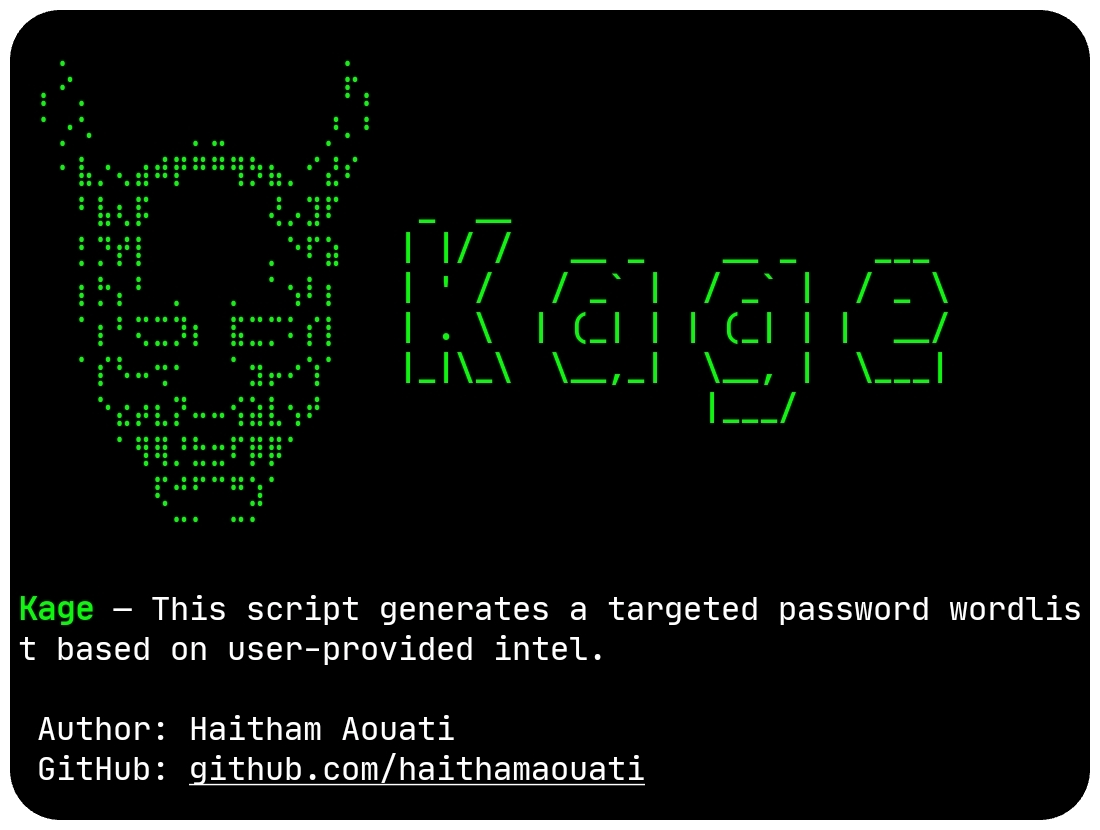 Kage
Kage – This script generates a targeted password wordlis
t based on user-provided intel.
Author: Haitham Aouati
GitHub: github.com/haithamaouati